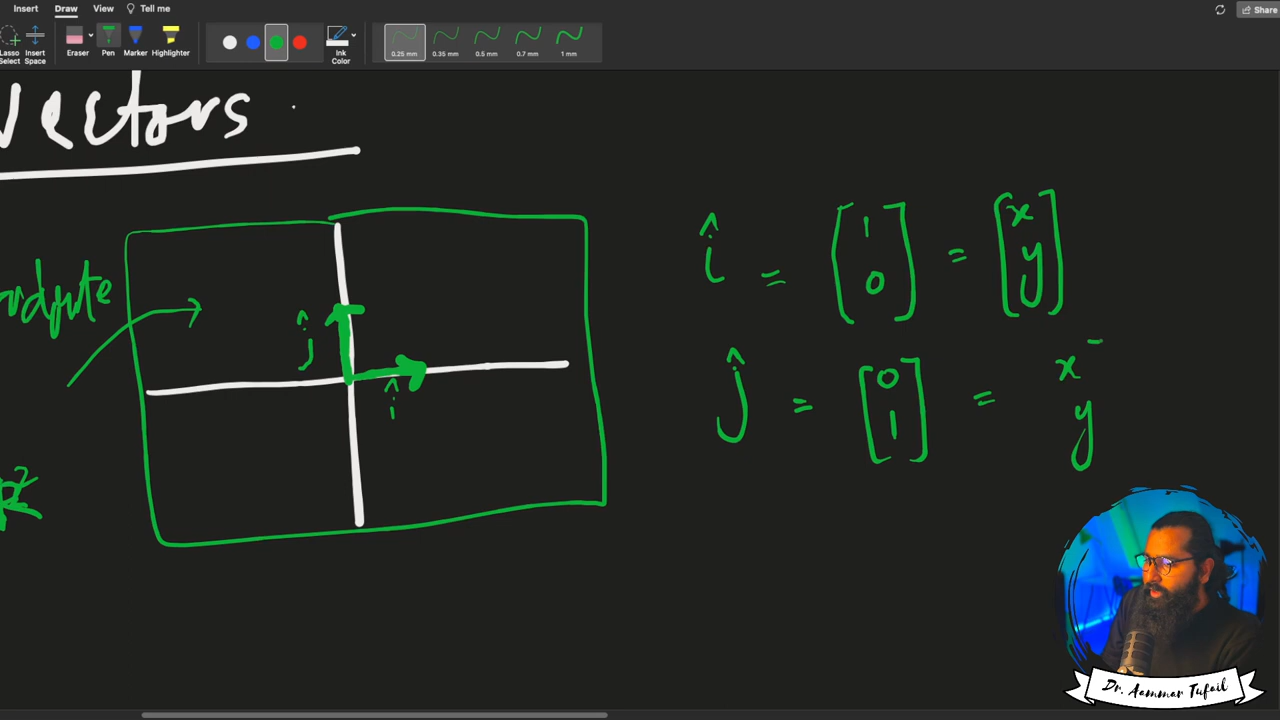 Insert Draw View Tell me
Share
Lasso Select
Insert Space
Eraser
Pen
Marker
Highlighter
Ink Color
0.25 mm
0.35 mm
0.5 mm
0.7 mm
1 mm
Vectors
î = [1 0] = [x y]
ĵ
î
ĵ = [0 1] = x y
Dr. Aammar Tufail